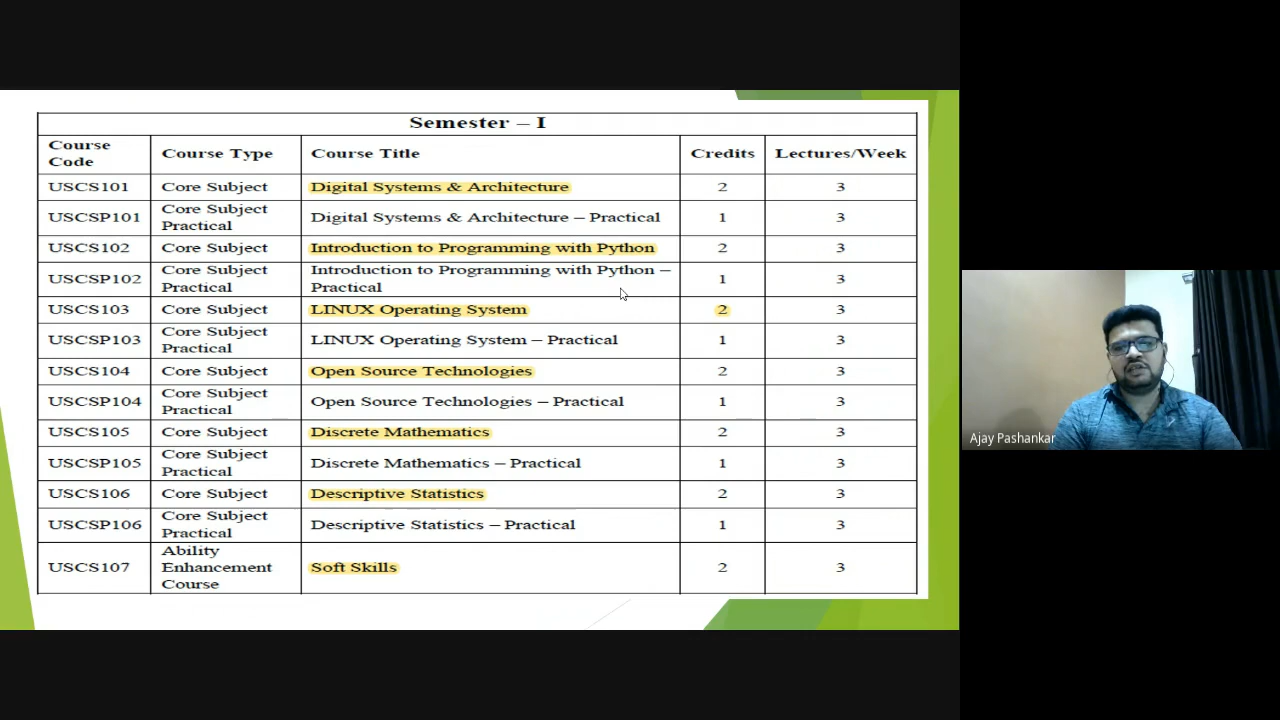 Semester – I
Course Code Course Type Course Title Credits Lectures/Week
USCS101 Core Subject Digital Systems & Architecture 2 3
USCSP101 Core Subject Practical Digital Systems & Architecture – Practical 1 3
USCS102 Core Subject Introduction to Programming with Python 2 3
USCSP102 Core Subject Practical Introduction to Programming with Python – Practical 1 3
USCS103 Core Subject LINUX Operating System 2 3
USCSP103 Core Subject Practical LINUX Operating System – Practical 1 3
USCS104 Core Subject Open Source Technologies 2 3
USCSP104 Core Subject Practical Open Source Technologies – Practical 1 3
USCS105 Core Subject Discrete Mathematics 2 3
USCSP105 Core Subject Practical Discrete Mathematics – Practical 1 3
USCS106 Core Subject Descriptive Statistics 2 3
USCSP106 Core Subject Practical Descriptive Statistics – Practical 1 3
USCS107 Ability Enhancement Course Soft Skills 2 3
Ajay Pashankar